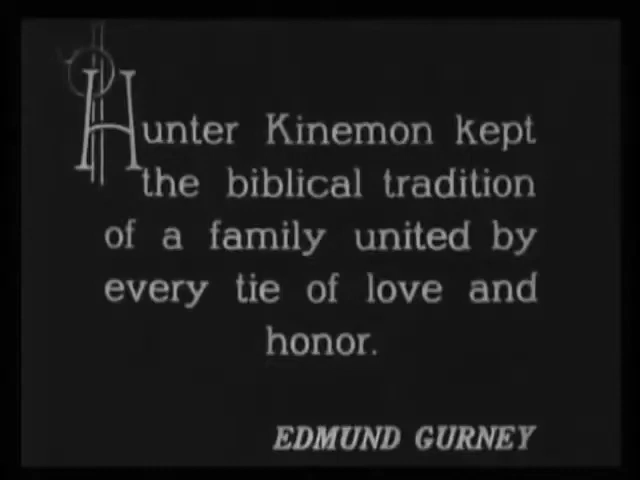 Hunter Kinemon kept
the biblical tradition
of a family united by
every tie of love and
honor.
EDMUND GURNEY